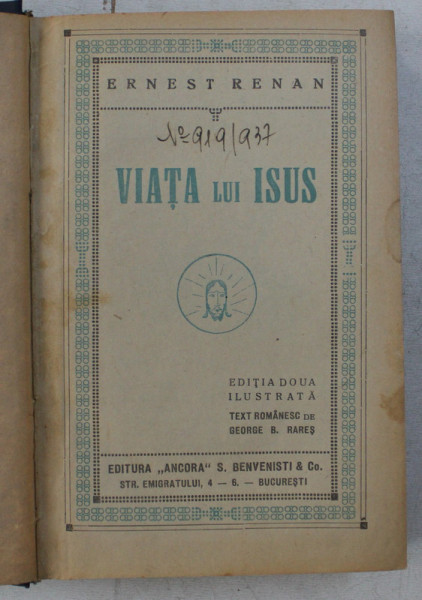 ERNEST RENAN
No 919/937
VIAȚA LUI ISUS
EDIȚIA DOUA
ILUSTRATĂ
TEXT ROMÂNESC DE
GEORGE B. RAREȘ
EDITURA „ANCORA“ S. BENVENISTI & Co.
STR. EMIGRATULUI, 4 — 6. — BUCUREȘTI